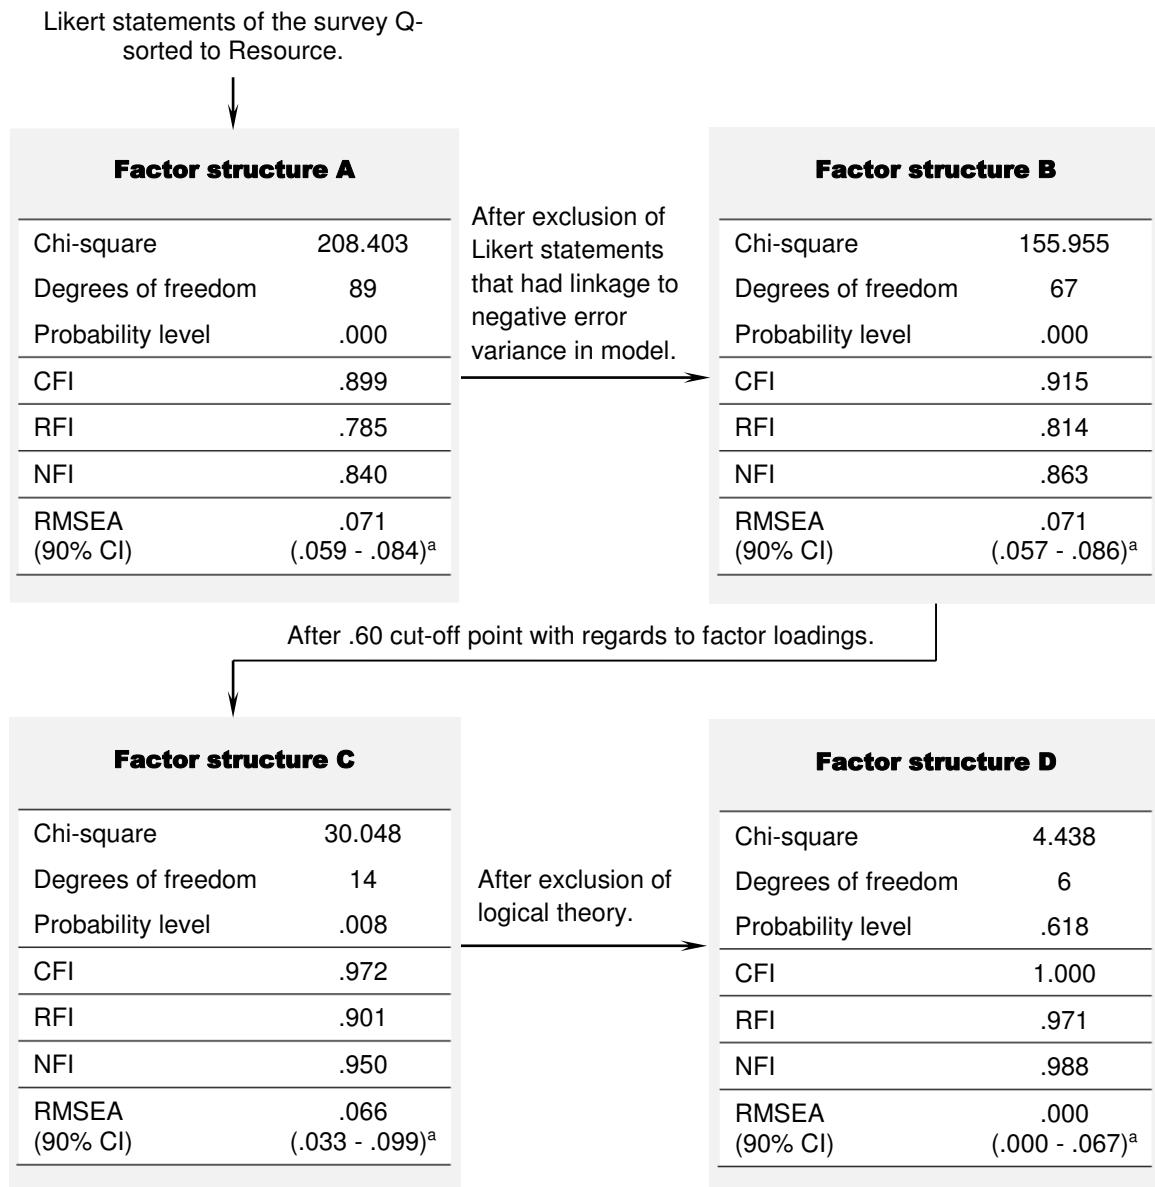 Likert statements of the survey Q-
sorted to Resource.
Factor structure A
Chi-square 208.403
Degrees of freedom 89
Probability level .000
CFI .899
RFI .785
NFI .840
RMSEA .071
(90% CI) (.059 - .084)a
After exclusion of
Likert statements
that had linkage to
negative error
variance in model.
Factor structure B
Chi-square 155.955
Degrees of freedom 67
Probability level .000
CFI .915
RFI .814
NFI .863
RMSEA .071
(90% CI) (.057 - .086)a
After .60 cut-off point with regards to factor loadings.
Factor structure C
Chi-square 30.048
Degrees of freedom 14
Probability level .008
CFI .972
RFI .901
NFI .950
RMSEA .066
(90% CI) (.033 - .099)a
After exclusion of
logical theory.
Factor structure D
Chi-square 4.438
Degrees of freedom 6
Probability level .618
CFI 1.000
RFI .971
NFI .988
RMSEA .000
(90% CI) (.000 - .067)a